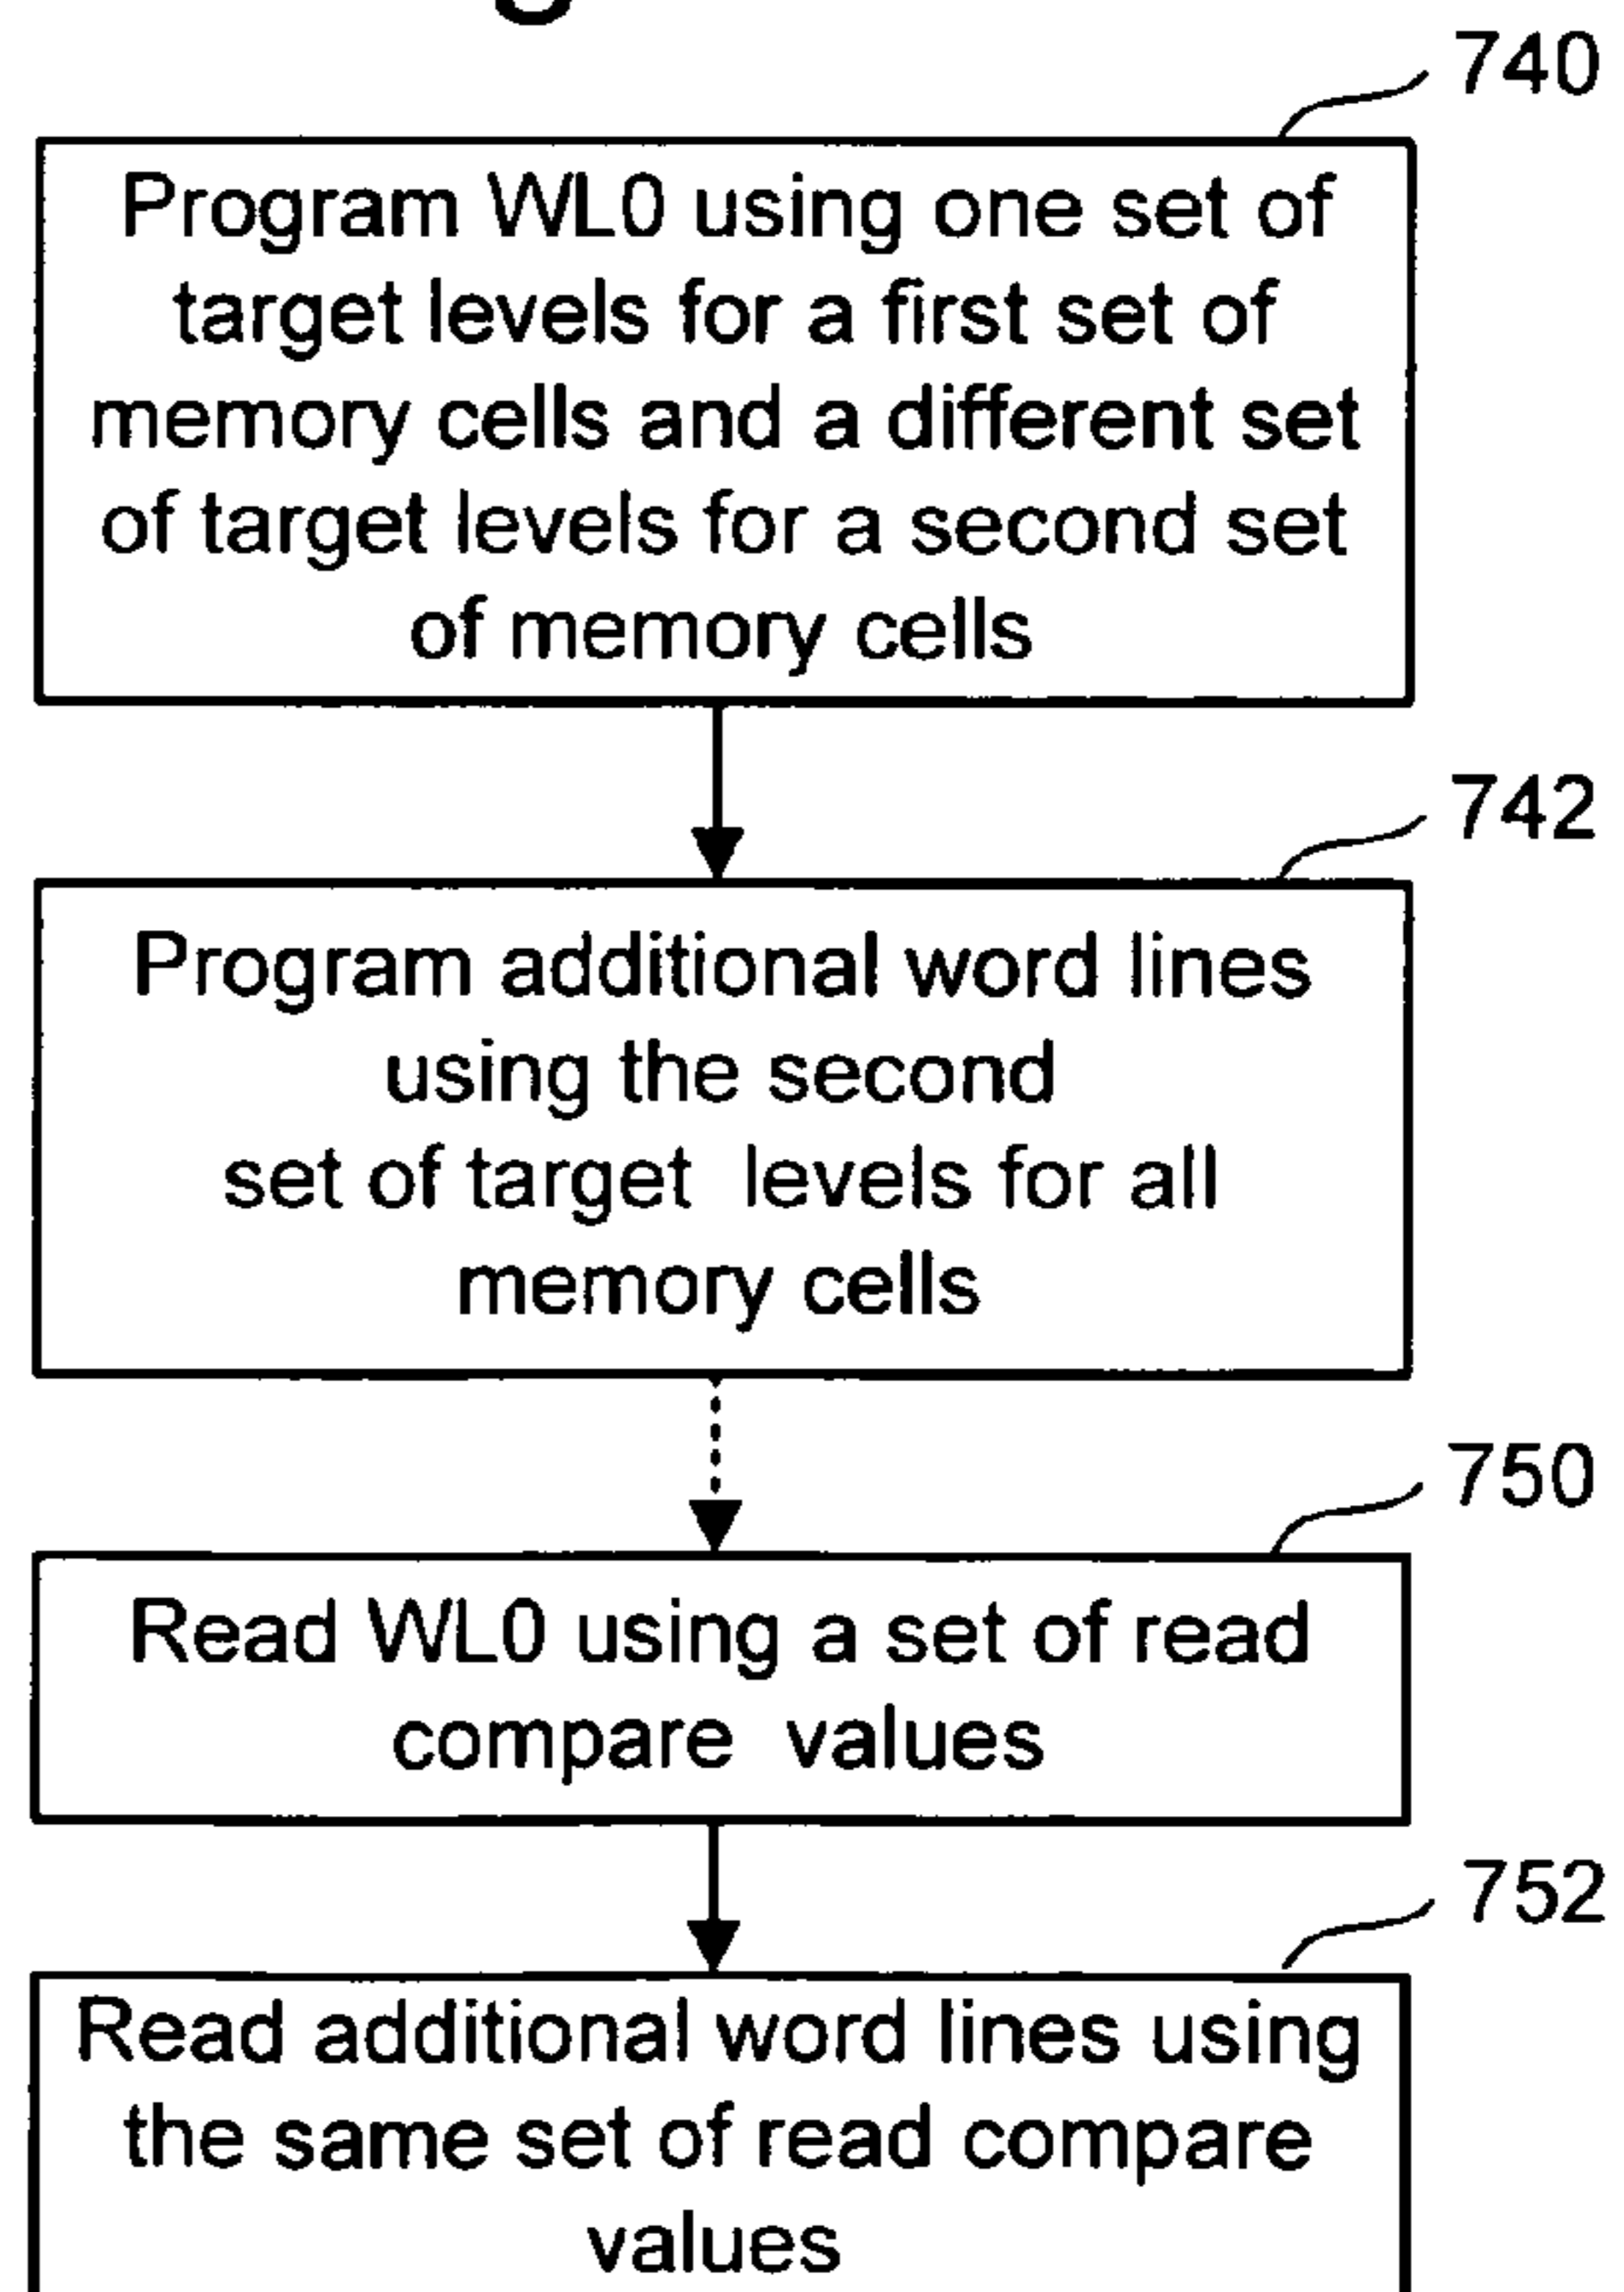 740
Program WL0 using one set of
target levels for a first set of
memory cells and a different set
of target levels for a second set
of memory cells
742
Program additional word lines
using the second
set of target levels for all
memory cells
750
Read WL0 using a set of read
compare values
752
Read additional word lines using
the same set of read compare
values